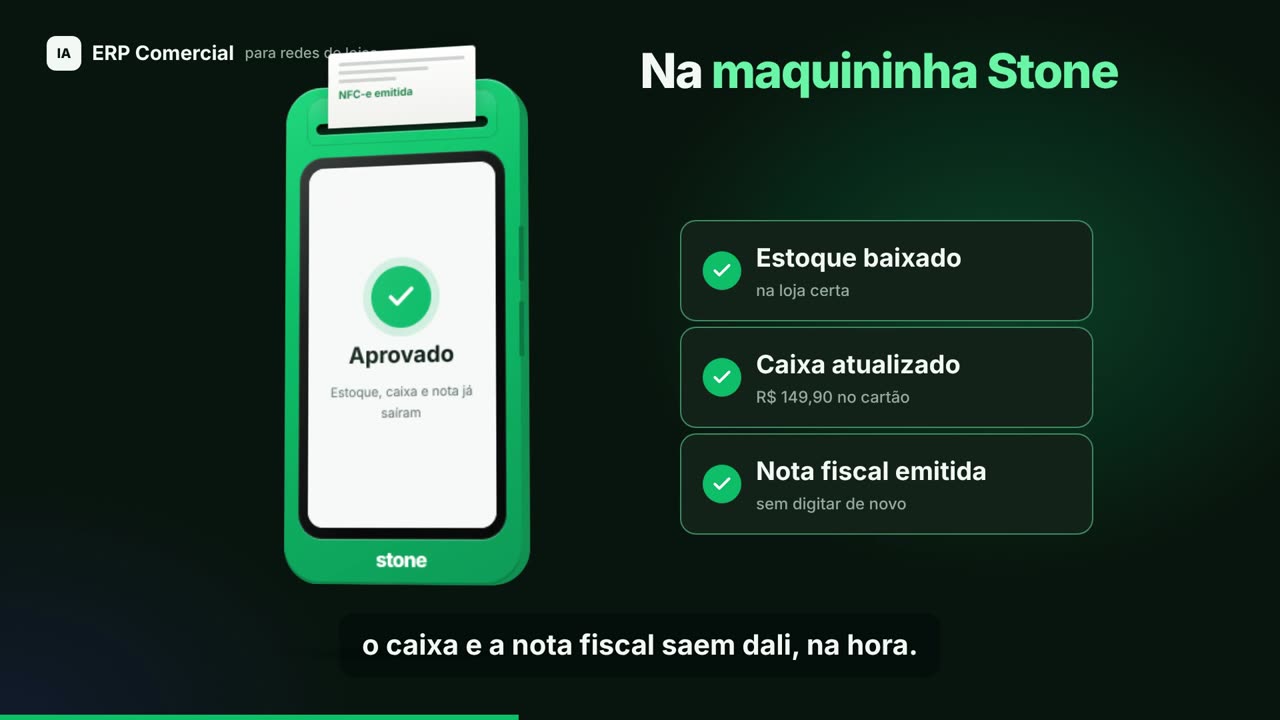 IA
ERP Comercial para redes de lojas
Na maquininha Stone
NFC-e emitida
Aprovado
Estoque, caixa e nota já
saíram
stone
Estoque baixado
na loja certa
Caixa atualizado
R$ 149,90 no cartão
Nota fiscal emitida
sem digitar de novo
o caixa e a nota fiscal saem dali, na hora.